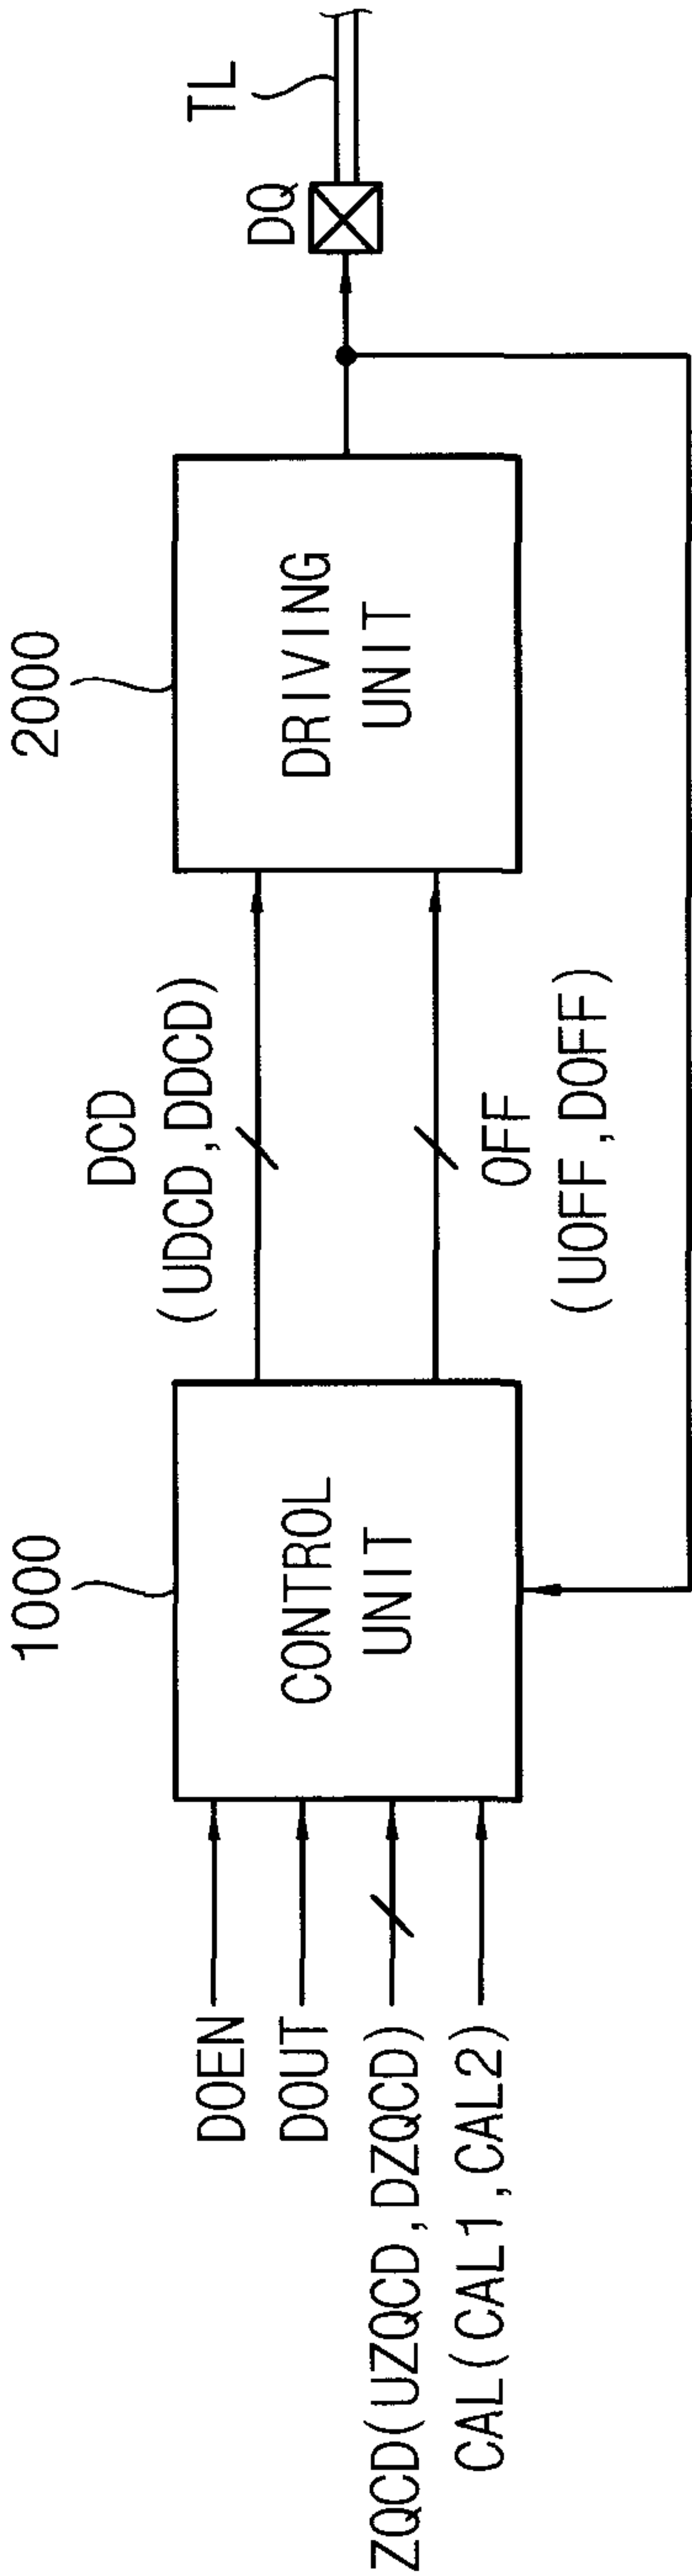 DOEN
DOUT
ZQCD(UZQCD,DZQCD)
CAL(CAL1,CAL2)
1000
CONTROL
UNIT
DCD
(UDCD,DDCD)
OFF
(UOFF,DOFF)
2000
DRIVING
UNIT
DQ
TL